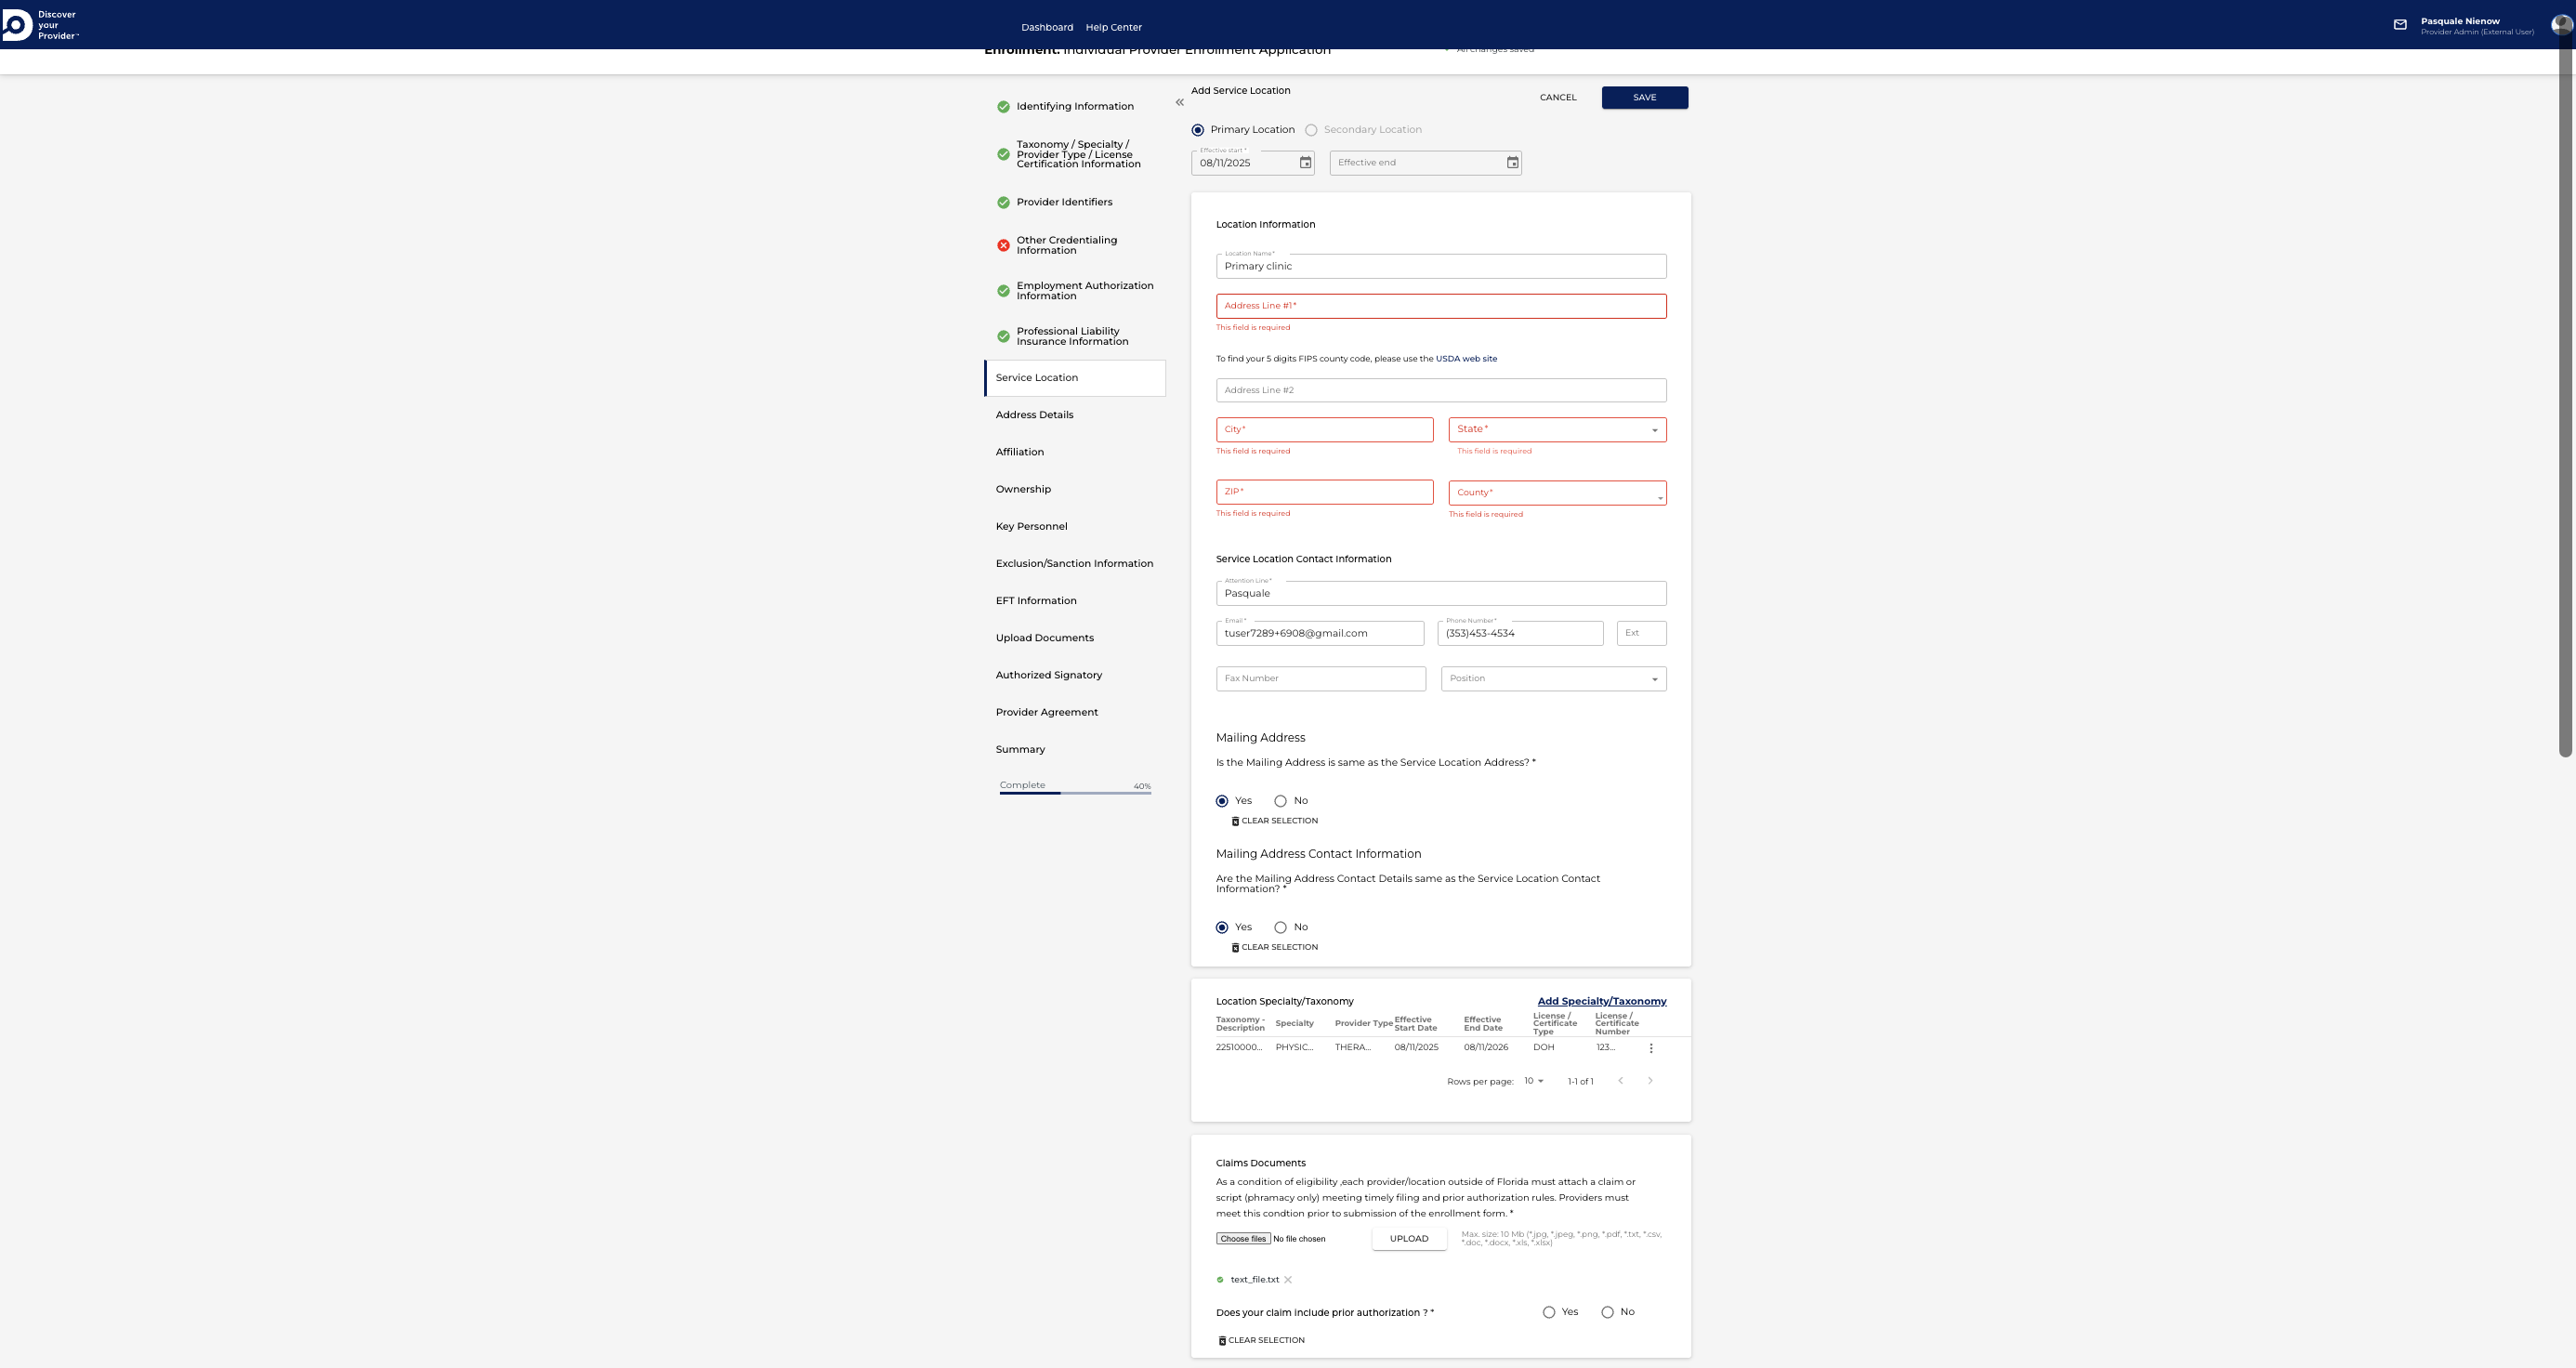 Discover
your
Provider™
Dashboard Help Center
Pasquale Nienow
Provider Admin (External User)
Enrollment: Individual Provider Enrollment Application
All changes saved
Identifying Information
Taxonomy / Specialty /
Provider Type / License
Certification Information
Provider Identifiers
Other Credentialing
Information
Employment Authorization
Information
Professional Liability
Insurance Information
Service Location
Address Details
Affiliation
Ownership
Key Personnel
Exclusion/Sanction Information
EFT Information
Upload Documents
Authorized Signatory
Provider Agreement
Summary
Complete 40%
Add Service Location
CANCEL SAVE
Primary Location Secondary Location
Effective start *
08/11/2025 Effective end
Location Information
Location Name *
Primary clinic
Address Line #1 *
This field is required
To find your 5 digits FIPS county code, please use the USDA web site
Address Line #2
City * State *
This field is required This field is required
ZIP * County *
This field is required This field is required
Service Location Contact Information
Attention Line *
Pasquale
Email * Phone Number *
tuser7289+6908@gmail.com (353)453-4534 Ext
Fax Number Position
Mailing Address
Is the Mailing Address is same as the Service Location Address? *
Yes No
CLEAR SELECTION
Mailing Address Contact Information
Are the Mailing Address Contact Details same as the Service Location Contact
Information? *
Yes No
CLEAR SELECTION
Location Specialty/Taxonomy Add Specialty/Taxonomy
Taxonomy - Description Specialty Provider Type Effective Start Date Effective End Date License / Certificate Type License / Certificate Number
22510000... PHYSIC... THERA... 08/11/2025 08/11/2026 DOH 123...
Rows per page: 10 1-1 of 1
Claims Documents
As a condition of eligibility ,each provider/location outside of Florida must attach a claim or
script (phramacy only) meeting timely filing and prior authorization rules. Providers must
meet this condtion prior to submission of the enrollment form. *
Choose files No file chosen UPLOAD Max. size: 10 Mb (*.jpg, *.jpeg, *.png, *.pdf, *.txt, *.csv,
*.doc, *.docx, *.xls, *.xlsx)
text_file.txt
Does your claim include prior authorization ? * Yes No
CLEAR SELECTION